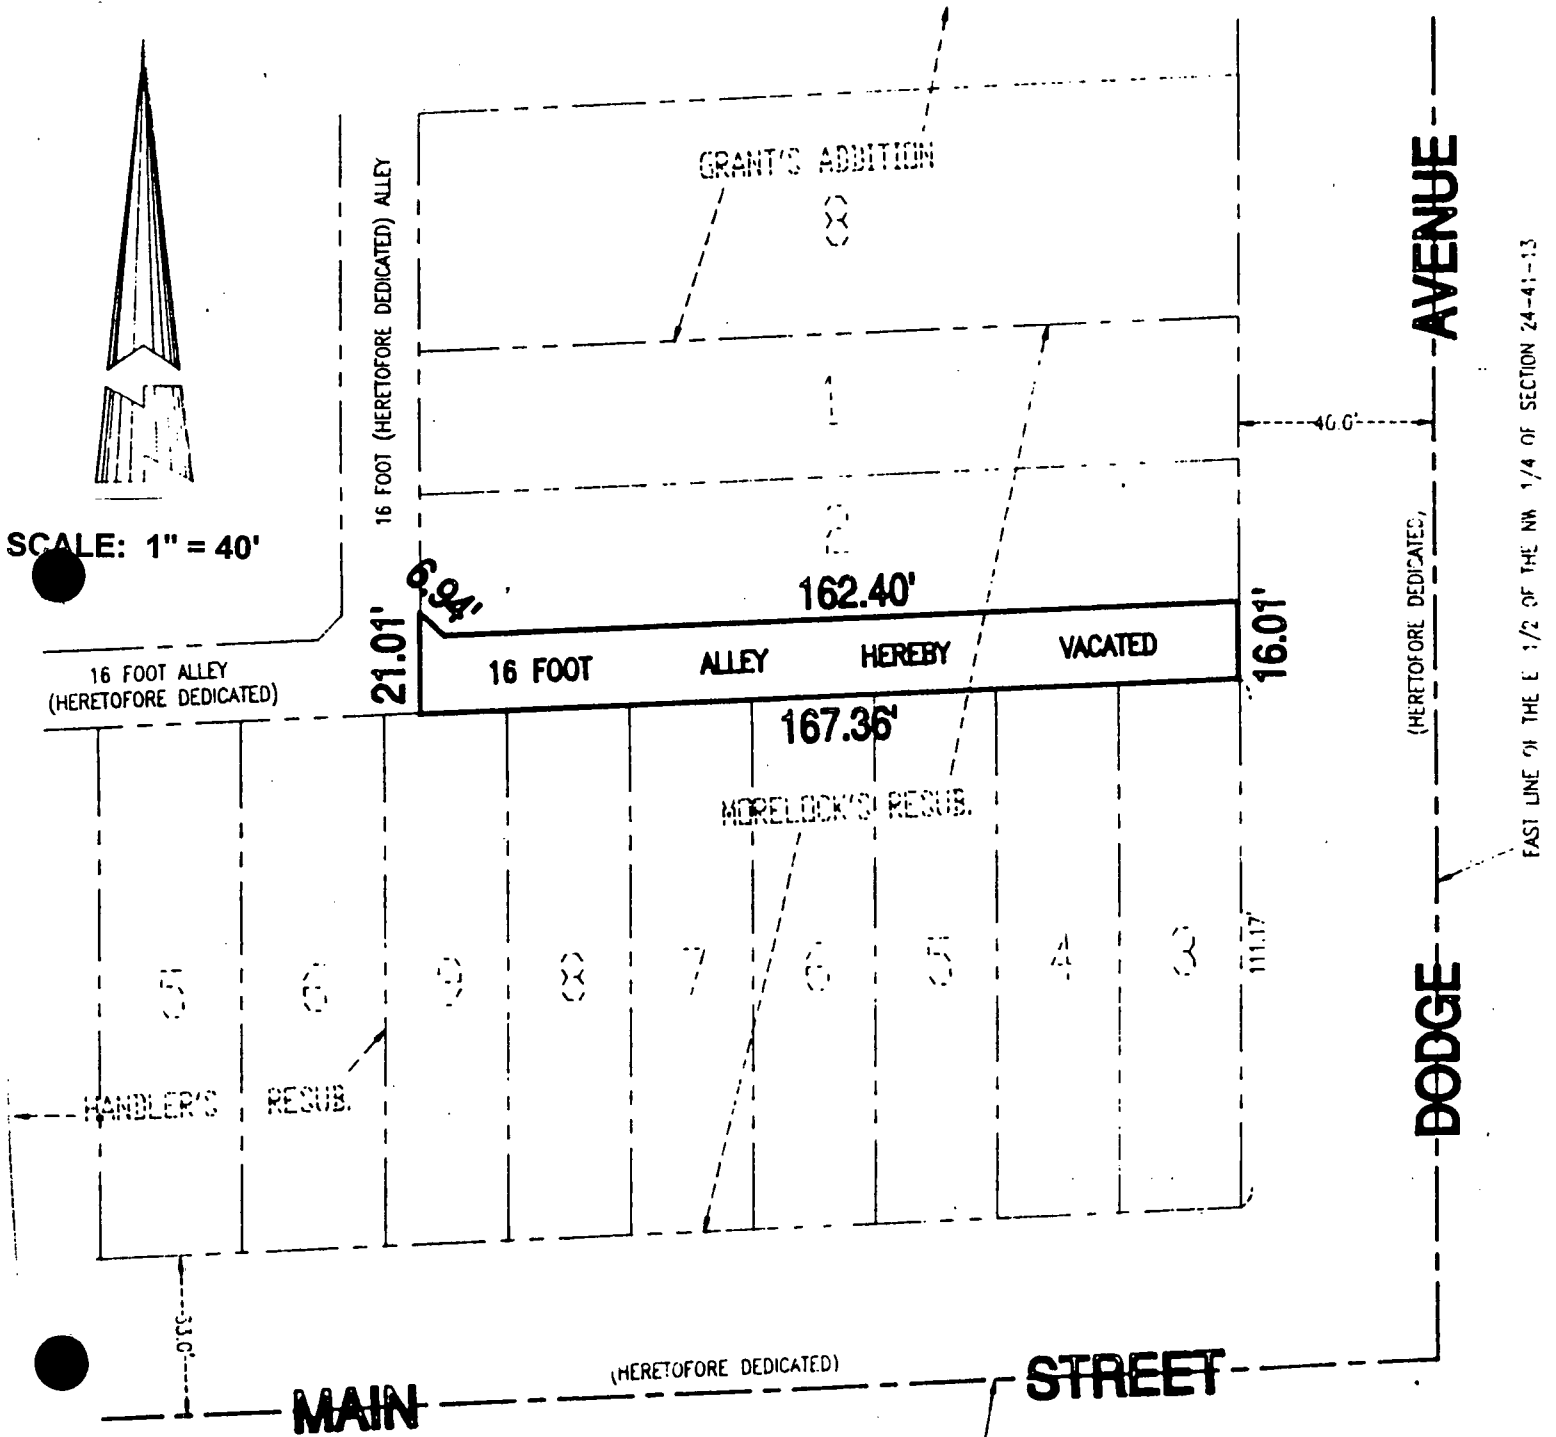 GRANT'S ADDITION
8
16 FOOT (HERETOFORE DEDICATED) ALLEY
AVENUE
1
40.0'
2
SCALE: 1" = 40'
6.94'
162.40'
21.01'
16 FOOT ALLEY HEREBY VACATED
16.01'
16 FOOT ALLEY
(HERETOFORE DEDICATED)
167.36'
(HERETOFORE DEDICATED)
EAST LINE OF THE E 1/2 OF THE NW 1/4 OF SECTION 24-41-13
MORELOCK'S RESUB.
5 6 9 8 7 6 5 4 3
111.17'
DODGE
HANDLER'S RESUB.
33.0'
(HERETOFORE DEDICATED)
MAIN STREET